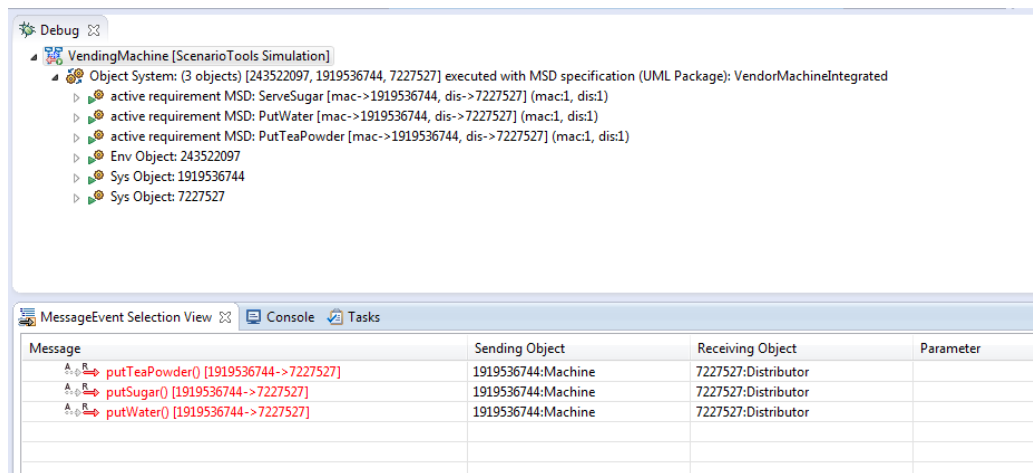 Debug
VendingMachine [ScenarioTools Simulation]
Object System: (3 objects) [243522097, 1919536744, 7227527] executed with MSD specification (UML Package): VendorMachineIntegrated
active requirement MSD: ServeSugar [mac->1919536744, dis->7227527] (mac:1, dis:1)
active requirement MSD: PutWater [mac->1919536744, dis->7227527] (mac:1, dis:1)
active requirement MSD: PutTeaPowder [mac->1919536744, dis->7227527] (mac:1, dis:1)
Env Object: 243522097
Sys Object: 1919536744
Sys Object: 7227527
MessageEvent Selection View Console Tasks
Message Sending Object Receiving Object Parameter
A R putTeaPowder() [1919536744->7227527] 1919536744:Machine 7227527:Distributor
A R putSugar() [1919536744->7227527] 1919536744:Machine 7227527:Distributor
A R putWater() [1919536744->7227527] 1919536744:Machine 7227527:Distributor